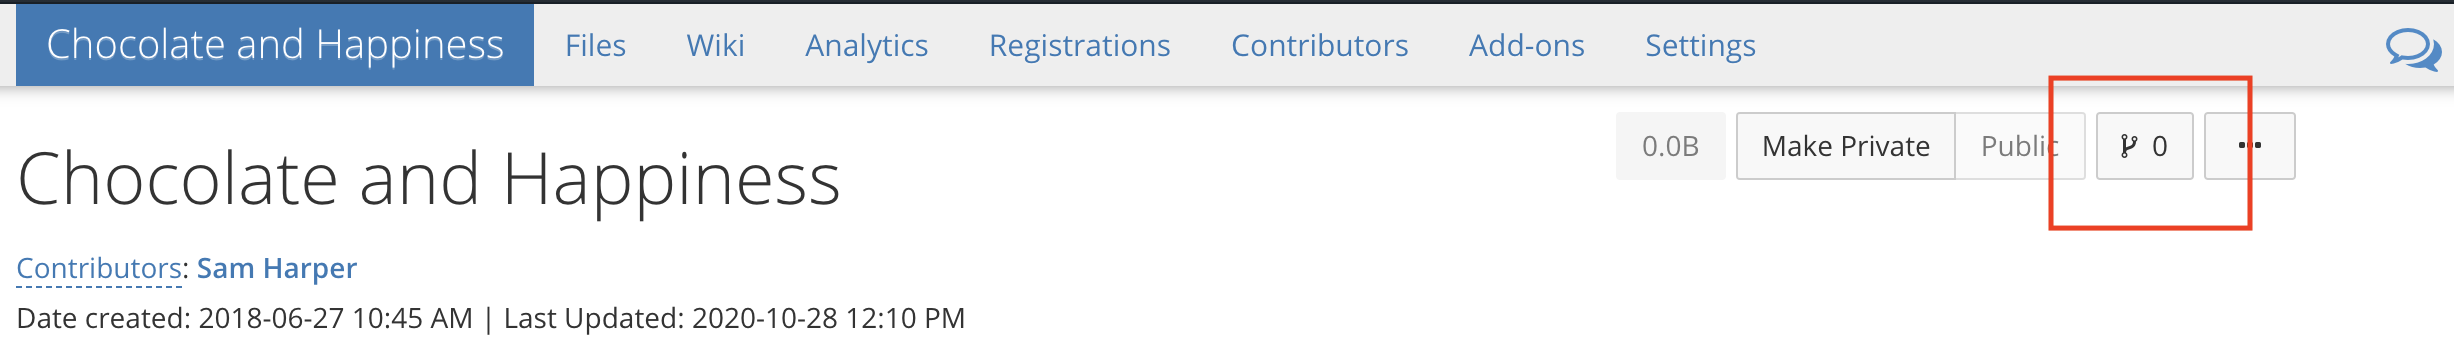 Chocolate and Happiness Files Wiki Analytics Registrations Contributors Add-ons Settings
0.0B Make Private Public 0 ...
Chocolate and Happiness
Contributors: Sam Harper
Date created: 2018-06-27 10:45 AM | Last Updated: 2020-10-28 12:10 PM